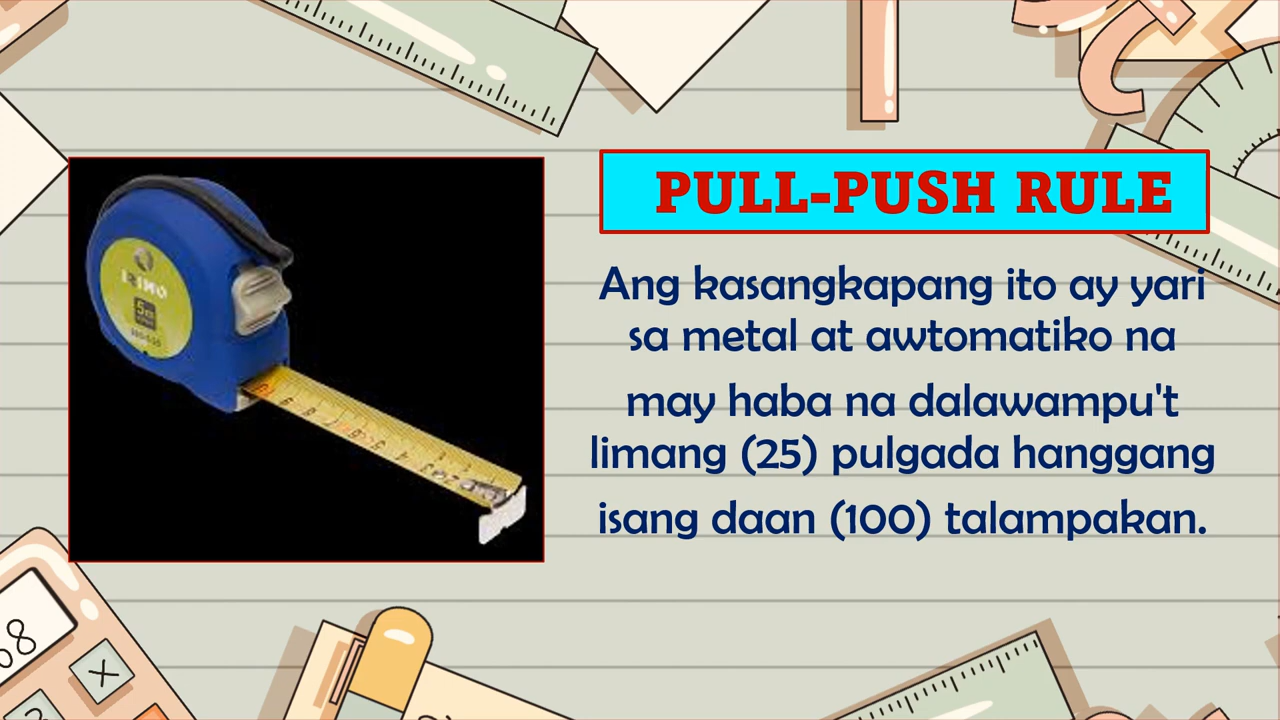 PULL-PUSH RULE
Ang kasangkapang ito ay yari
sa metal at awtomatiko na
may haba na dalawampu't
limang (25) pulgada hanggang
isang daan (100) talampakan.
5m